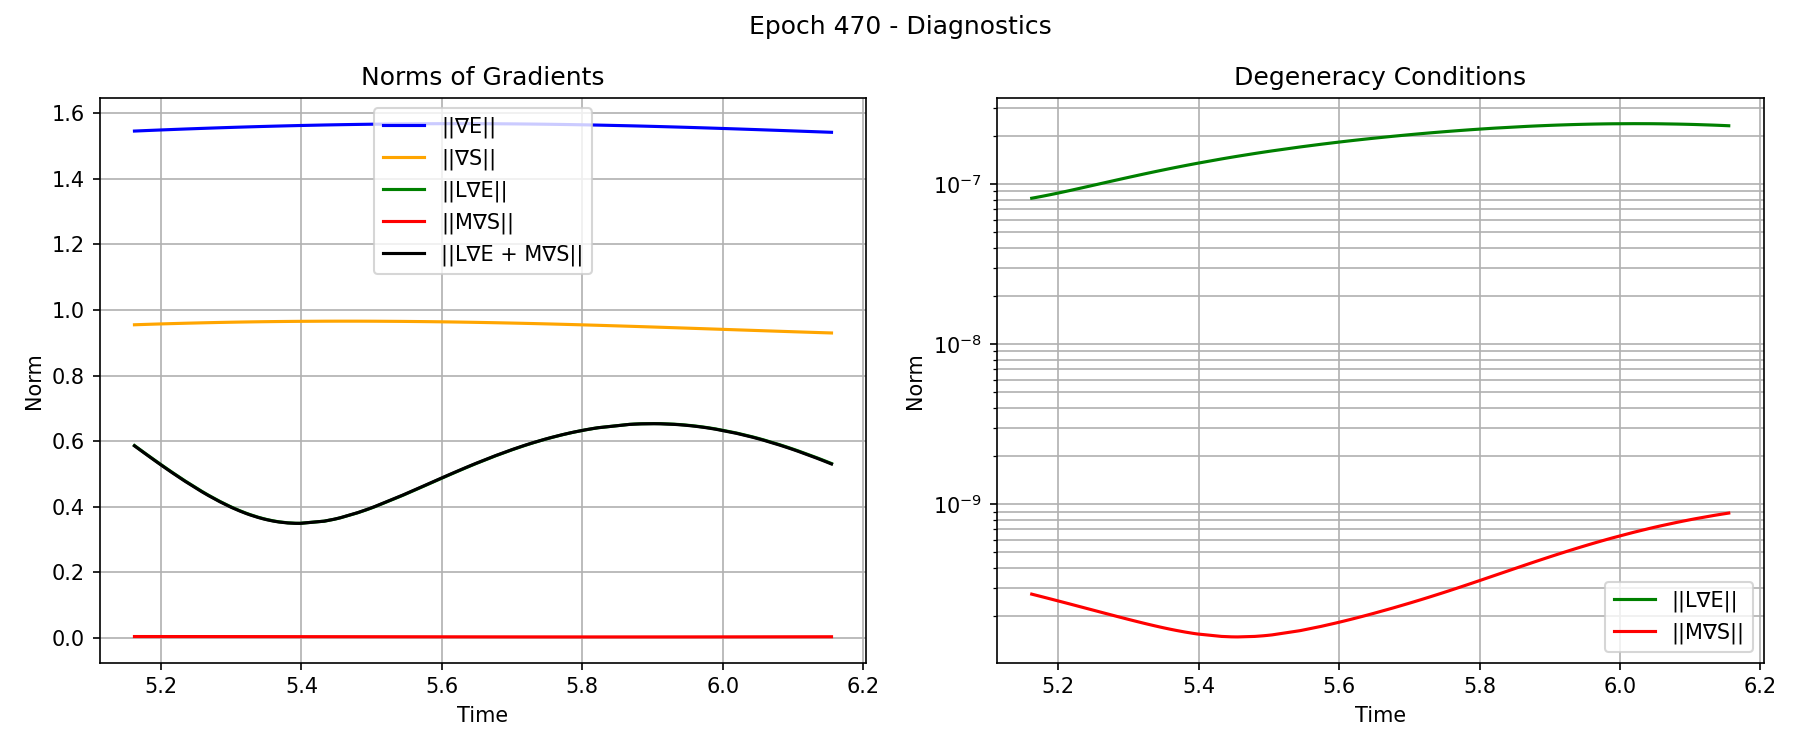 Epoch 470 - Diagnostics
Norms of Gradients
Norm
1.6
1.4
1.2
1.0
0.8
0.6
0.4
0.2
0.0
||∇E||
||∇S||
||L∇E||
||M∇S||
||L∇E + M∇S||
5.2
5.4
5.6
5.8
6.0
6.2
Time
Degeneracy Conditions
Norm
10⁻⁷
10⁻⁸
10⁻⁹
||L∇E||
||M∇S||
5.2
5.4
5.6
5.8
6.0
6.2
Time